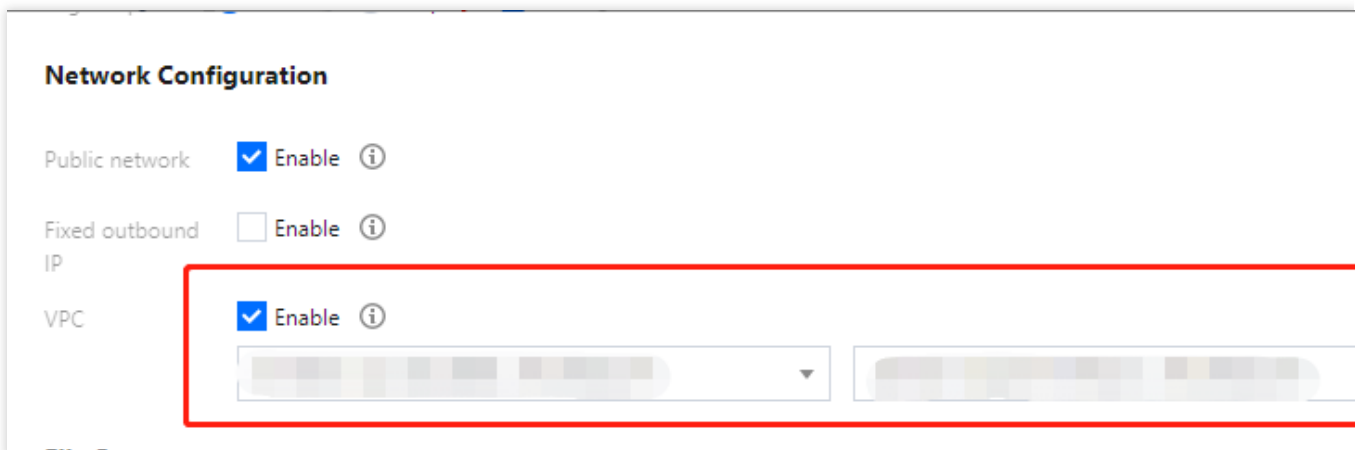 Network Configuration
Public network Enable
Fixed outbound IP Enable
VPC Enable